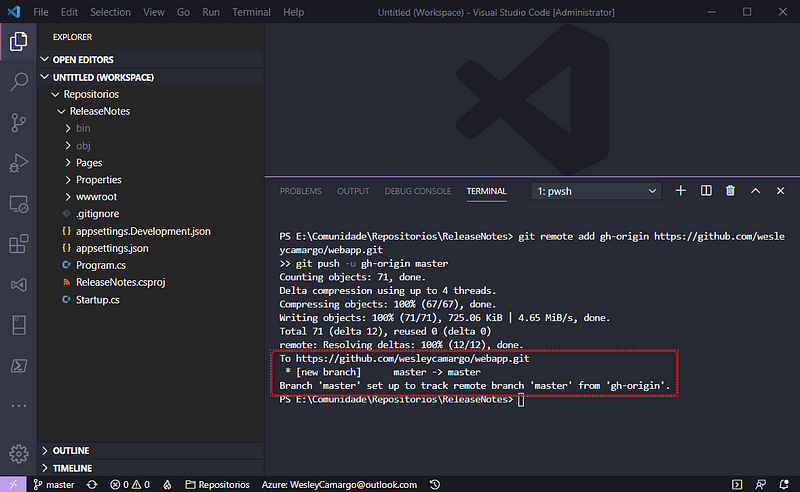 File Edit Selection View Go Run Terminal Help Untitled (Workspace) - Visual Studio Code [Administrator]
EXPLORER
OPEN EDITORS
UNTITLED (WORKSPACE)
Repositorios
ReleaseNotes
bin
obj
Pages
Properties
wwwroot
.gitignore
{ } appsettings.Development.json
{ } appsettings.json
C# Program.cs
ReleaseNotes.csproj
C# Startup.cs
OUTLINE
TIMELINE
PROBLEMS OUTPUT DEBUG CONSOLE TERMINAL 1: pwsh
PS E:\Comunidade\Repositorios\ReleaseNotes> git remote add gh-origin https://github.com/wesle
ycamargo/webapp.git
>> git push -u gh-origin master
Counting objects: 71, done.
Delta compression using up to 4 threads.
Compressing objects: 100% (67/67), done.
Writing objects: 100% (71/71), 725.06 KiB | 4.65 MiB/s, done.
Total 71 (delta 12), reused 0 (delta 0)
remote: Resolving deltas: 100% (12/12), done.
To https://github.com/wesleycamargo/webapp.git
* [new branch] master -> master
Branch 'master' set up to track remote branch 'master' from 'gh-origin'.
PS E:\Comunidade\Repositorios\ReleaseNotes>
master 0 0 Repositorios Azure: WesleyCamargo@outlook.com